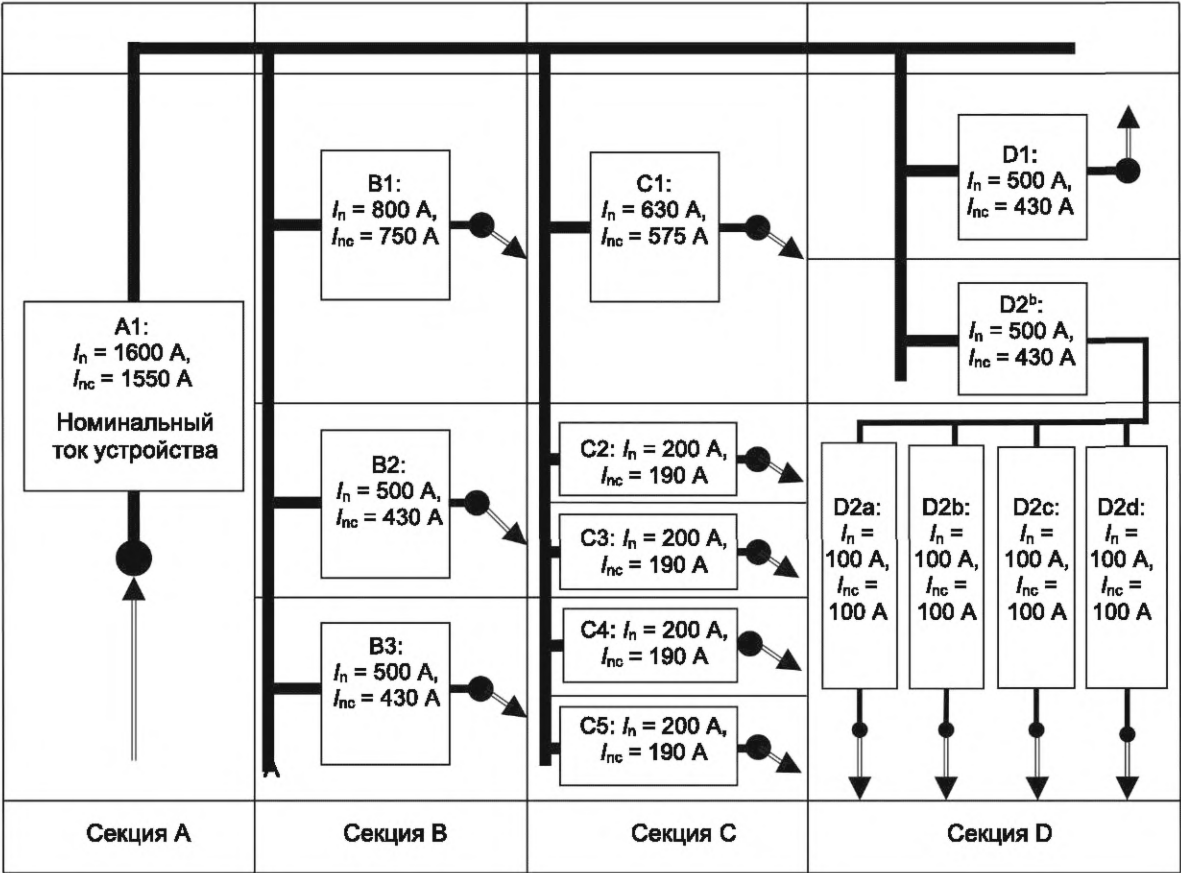 A1:
Iₙ = 1600 A,
Iₙc = 1550 A
Номинальный
ток устройства
B1:
Iₙ = 800 A,
Iₙc = 750 A
B2:
Iₙ = 500 A,
Iₙc = 430 A
B3:
Iₙ = 500 A,
Iₙc = 430 A
C1:
Iₙ = 630 A,
Iₙc = 575 A
C2: Iₙ = 200 A,
Iₙc = 190 A
C3: Iₙ = 200 A,
Iₙc = 190 A
C4: Iₙ = 200 A,
Iₙc = 190 A
C5: Iₙ = 200 A,
Iₙc = 190 A
D1:
Iₙ = 500 A,
Iₙc = 430 A
D2ᵇ:
Iₙ = 500 A,
Iₙc = 430 A
D2a:
Iₙ =
100 A,
Iₙc =
100 A
D2b:
Iₙ =
100 A,
Iₙc =
100 A
D2c:
Iₙ =
100 A,
Iₙc =
100 A
D2d:
Iₙ =
100 A,
Iₙc =
100 A
Секция A
Секция B
Секция C
Секция D